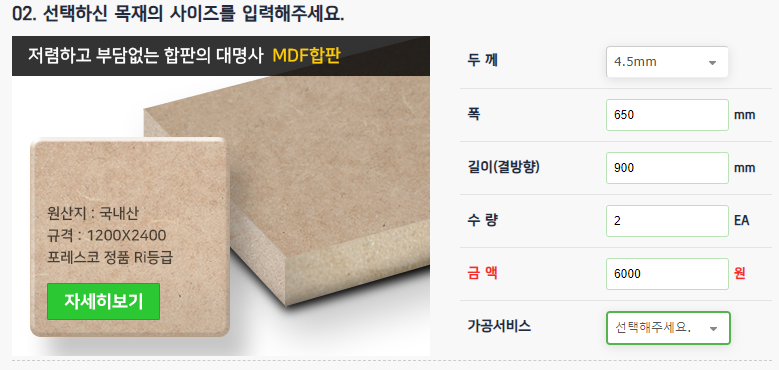 02. 선택하신 목재의 사이즈를 입력해주세요.
저렴하고 부담없는 합판의 대명사 MDF합판
원산지 : 국내산
규격 : 1200X2400
포레스코 정품 Ri등급
자세히보기
두 께 4.5mm
폭 650 mm
길이(결방향) 900 mm
수 량 2 EA
금 액 6000 원
가공서비스 선택해주세요.